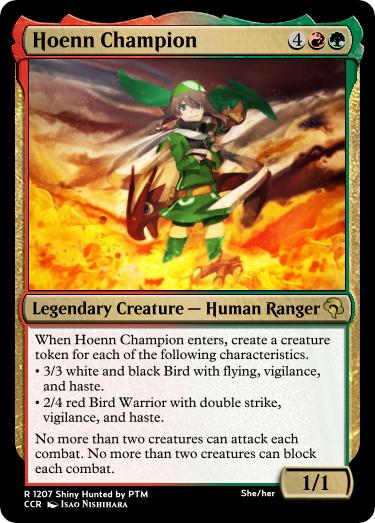 Hoenn Champion 4
Legendary Creature — Human Ranger
When Hoenn Champion enters, create a creature
token for each of the following characteristics.
• 3/3 white and black Bird with flying, vigilance,
and haste.
• 2/4 red Bird Warrior with double strike,
vigilance, and haste.
No more than two creatures can attack each
combat. No more than two creatures can block
each combat.
1/1
R 1207 Shiny Hunted by PTM She/her
CCR Isao Nishihara